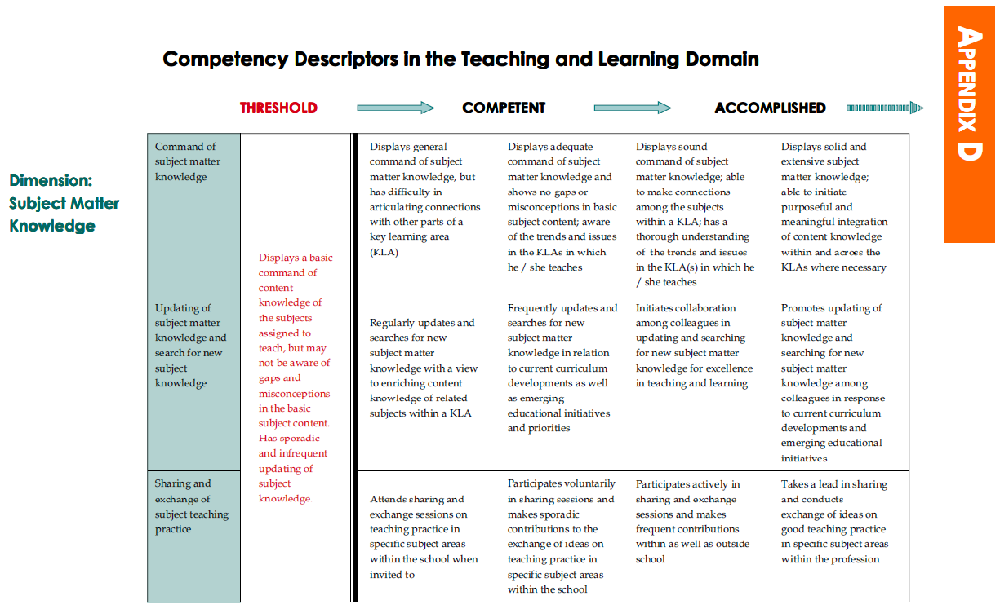 APPENDIX D
Competency Descriptors in the Teaching and Learning Domain
THRESHOLD
COMPETENT
ACCOMPLISHED
Dimension:
Subject Matter
Knowledge
Command of
subject matter
knowledge
Displays a basic
command of
content
knowledge of
the subjects
assigned to
teach, but may
not be aware of
gaps and
misconceptions
in the basic
subject content.
Has sporadic
and infrequent
updating of
subject
knowledge.
Displays general
command of subject
matter knowledge, but
has difficulty in
articulating connections
with other parts of a
key learning area
(KLA)
Displays adequate
command of subject
matter knowledge and
shows no gaps or
misconceptions in basic
subject content; aware
of the trends and issues
in the KLAs in which
he / she teaches
Displays sound
command of subject
matter knowledge; able
to make connections
among the subjects
within a KLA; has a
thorough understanding
of the trends and issues
in the KLA(s) in which he
/ she teaches
Displays solid and
extensive subject
matter knowledge;
able to initiate
purposeful and
meaningful integration
of content knowledge
within and across the
KLAs where necessary
Updating of
subject matter
knowledge and
search for new
subject
knowledge
Regularly updates and
searches for new
subject matter
knowledge with a view
to enriching content
knowledge of related
subjects within a KLA
Frequently updates and
searches for new
subject matter
knowledge in relation
to current curriculum
developments as well
as emerging
educational initiatives
and priorities
Initiates collaboration
among colleagues in
updating and searching
for new subject matter
knowledge for excellence
in teaching and learning
Promotes updating of
subject matter
knowledge and
searching for new
subject matter
knowledge among
colleagues in response
to current curriculum
developments and
emerging educational
initiatives
Sharing and
exchange of
subject teaching
practice
Attends sharing and
exchange sessions on
teaching practice in
specific subject areas
within the school when
invited to
Participates voluntarily
in sharing sessions and
makes sporadic
contributions to the
exchange of ideas on
teaching practice in
specific subject areas
within the school
Participates actively in
sharing and exchange
sessions and makes
frequent contributions
within as well as outside
school
Takes a lead in sharing
and conducts
exchange of ideas on
good teaching practice
in specific subject areas
within the profession